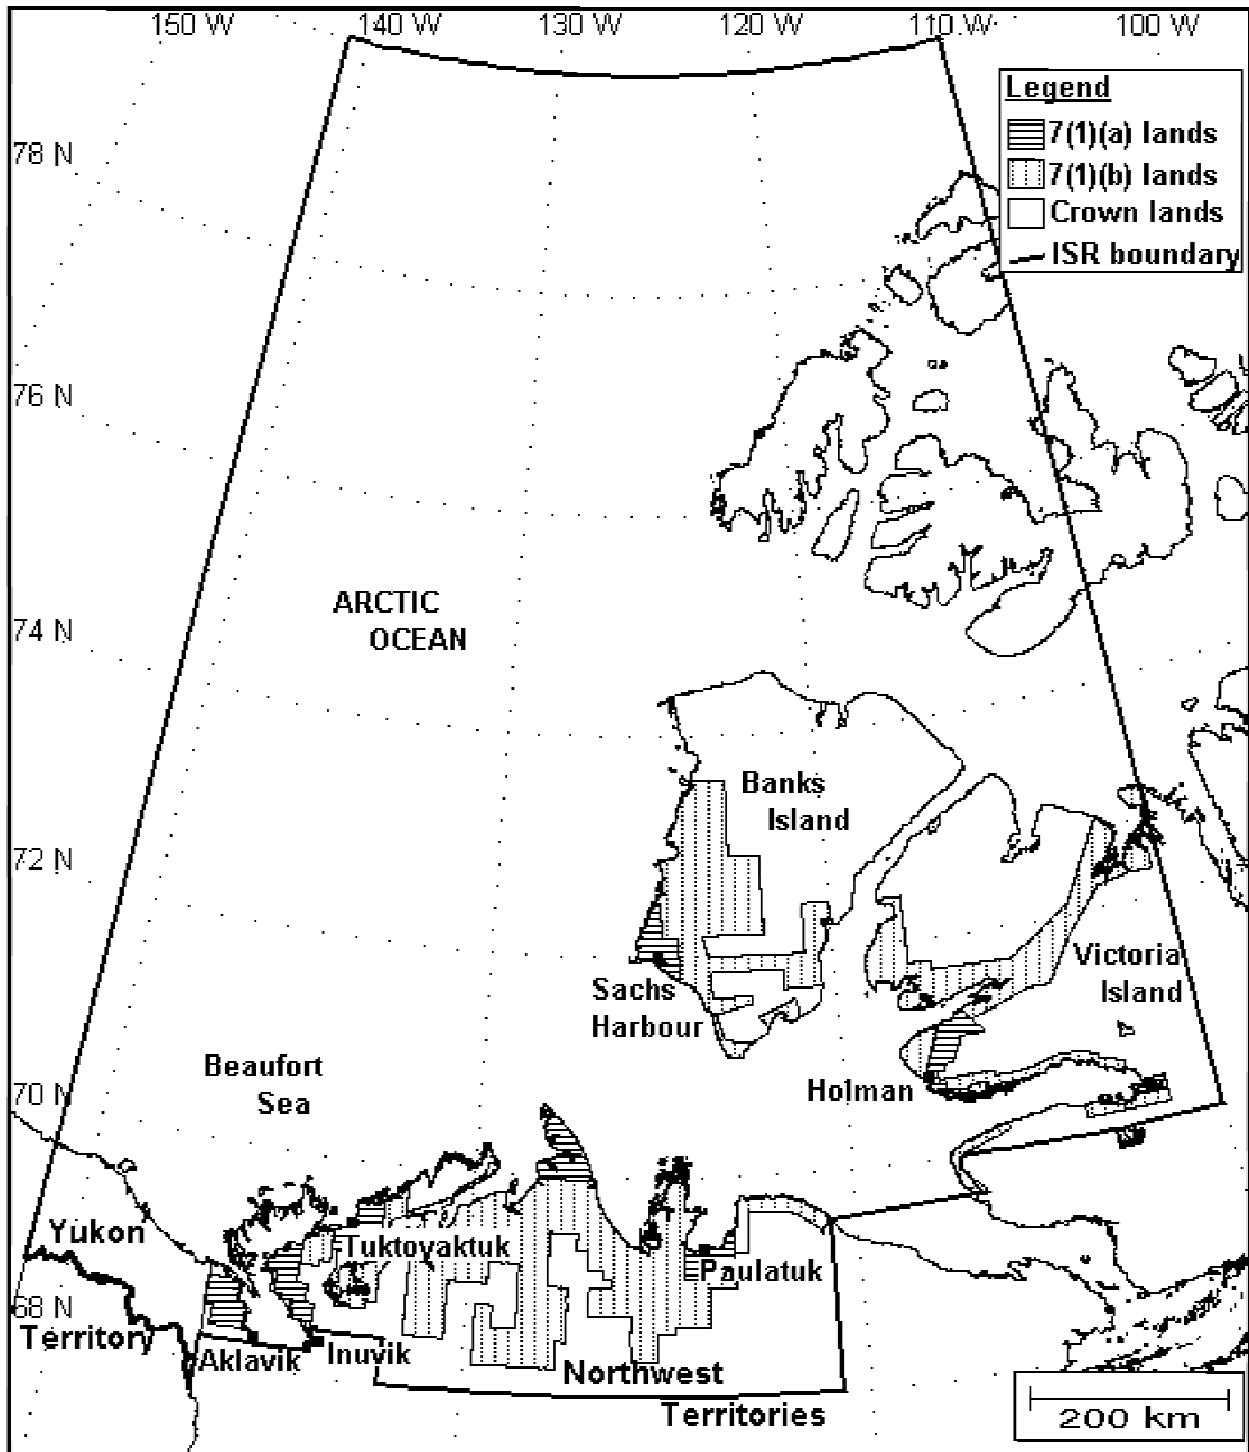 150 W
140 W
130 W
120 W
110 W
100 W
Legend
7(1)(a) lands
7(1)(b) lands
Crown lands
ISR boundary
78 N
76 N
74 N
72 N
70 N
68 N
ARCTIC
OCEAN
Banks
Island
Victoria
Island
Sachs
Harbour
Holman
Beaufort
Sea
Yukon
Territory
Tuktoyaktuk
Paulatuk
Aklavik
Inuvik
Northwest
Territories
200 km